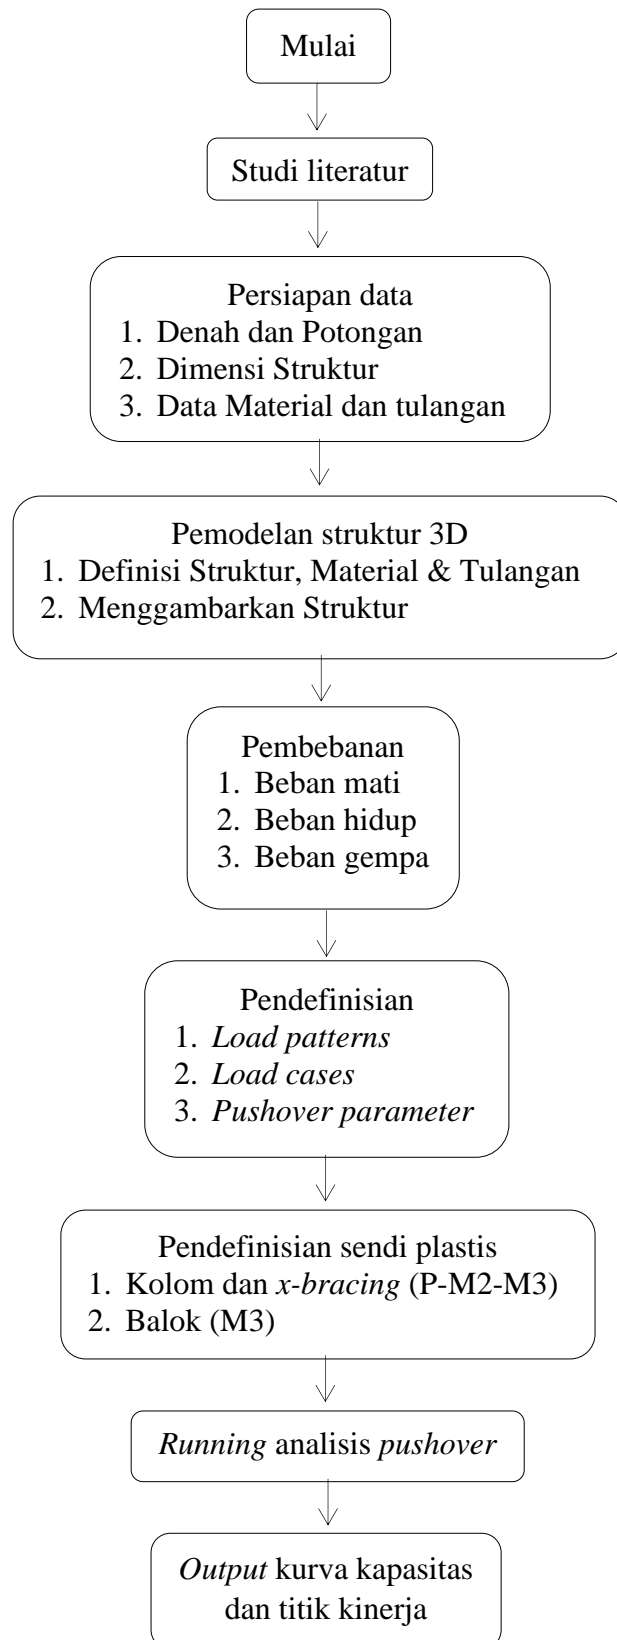 Mulai
Studi literatur
Persiapan data
1. Denah dan Potongan
2. Dimensi Struktur
3. Data Material dan tulangan
Pemodelan struktur 3D
1. Definisi Struktur, Material & Tulangan
2. Menggambarkan Struktur
Pembebanan
1. Beban mati
2. Beban hidup
3. Beban gempa
Pendefinisian
1. Load patterns
2. Load cases
3. Pushover parameter
Pendefinisian sendi plastis
1. Kolom dan x-bracing (P-M2-M3)
2. Balok (M3)
Running analisis pushover
Output kurva kapasitas
dan titik kinerja